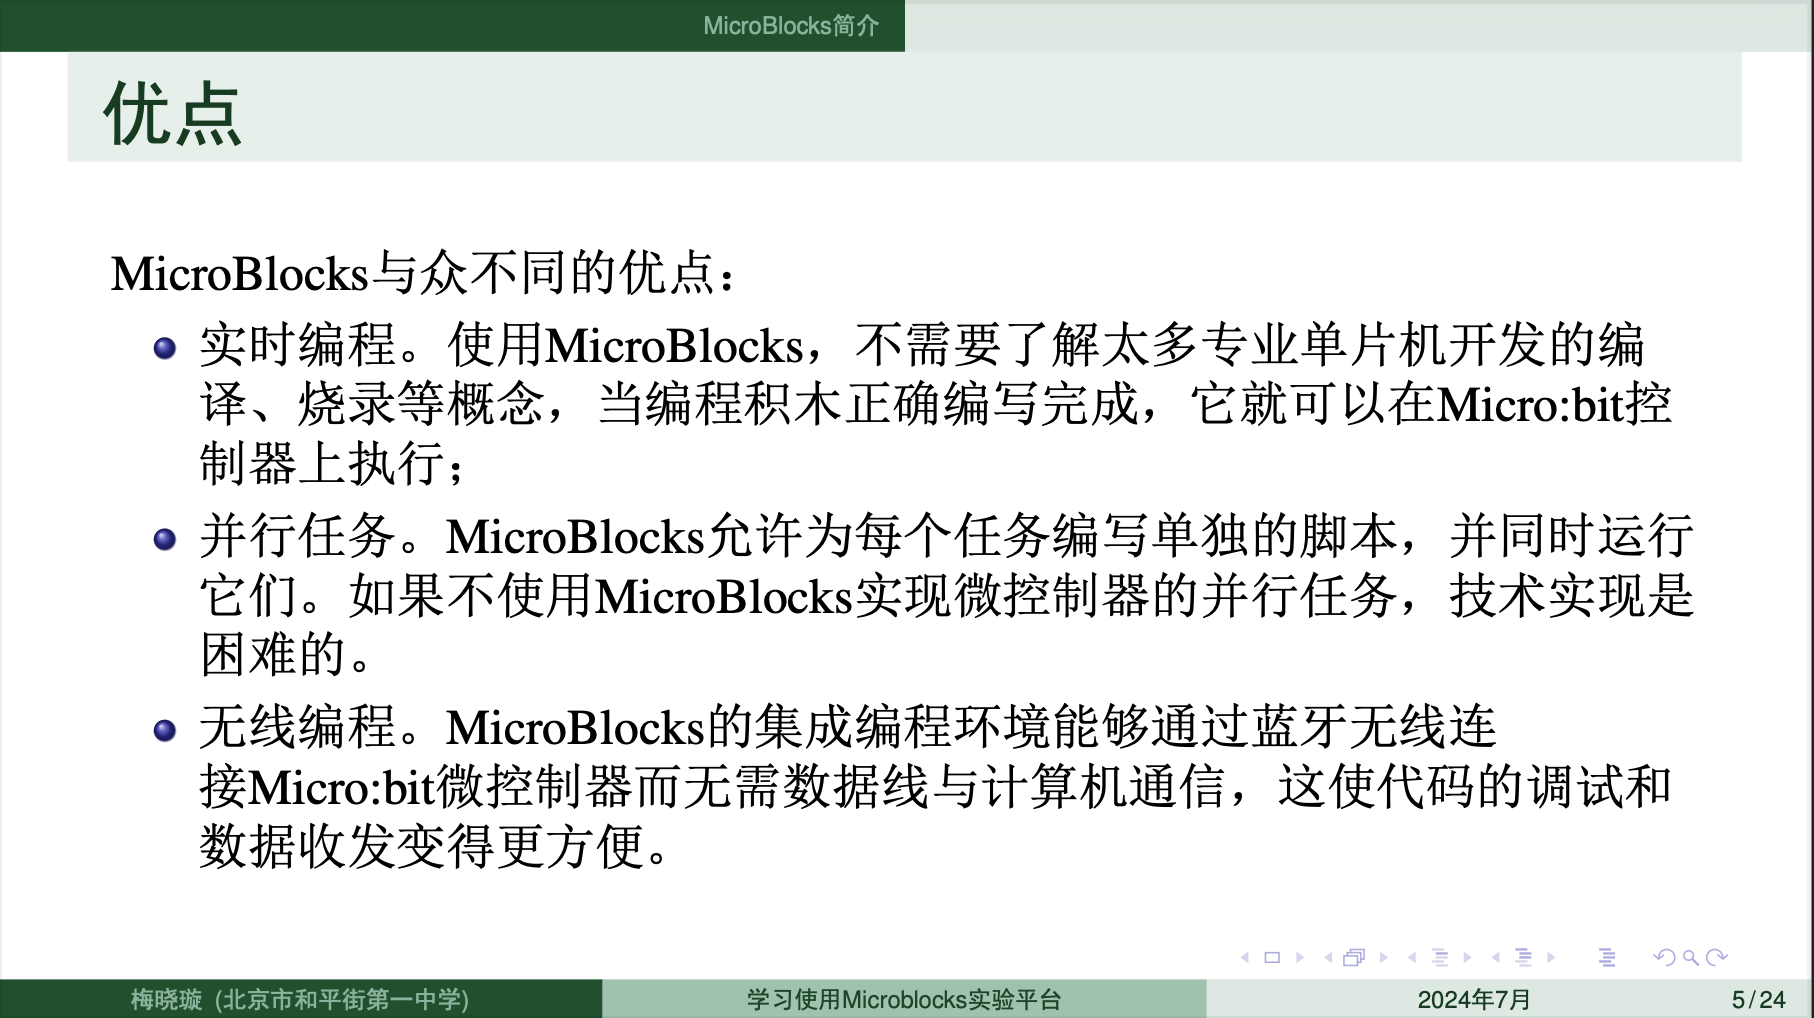 MicroBlocks简介
优点
MicroBlocks与众不同的优点：
实时编程。使用MicroBlocks，不需要了解太多专业单片机开发的编
译、烧录等概念，当编程积木正确编写完成，它就可以在Micro:bit控
制器上执行；
并行任务。MicroBlocks允许为每个任务编写单独的脚本，并同时运行
它们。如果不使用MicroBlocks实现微控制器的并行任务，技术实现是
困难的。
无线编程。MicroBlocks的集成编程环境能够通过蓝牙无线连
接Micro:bit微控制器而无需数据线与计算机通信，这使代码的调试和
数据收发变得更方便。
梅晓璇 (北京市和平街第一中学)
学习使用Microblocks实验平台
2024年7月
5/24